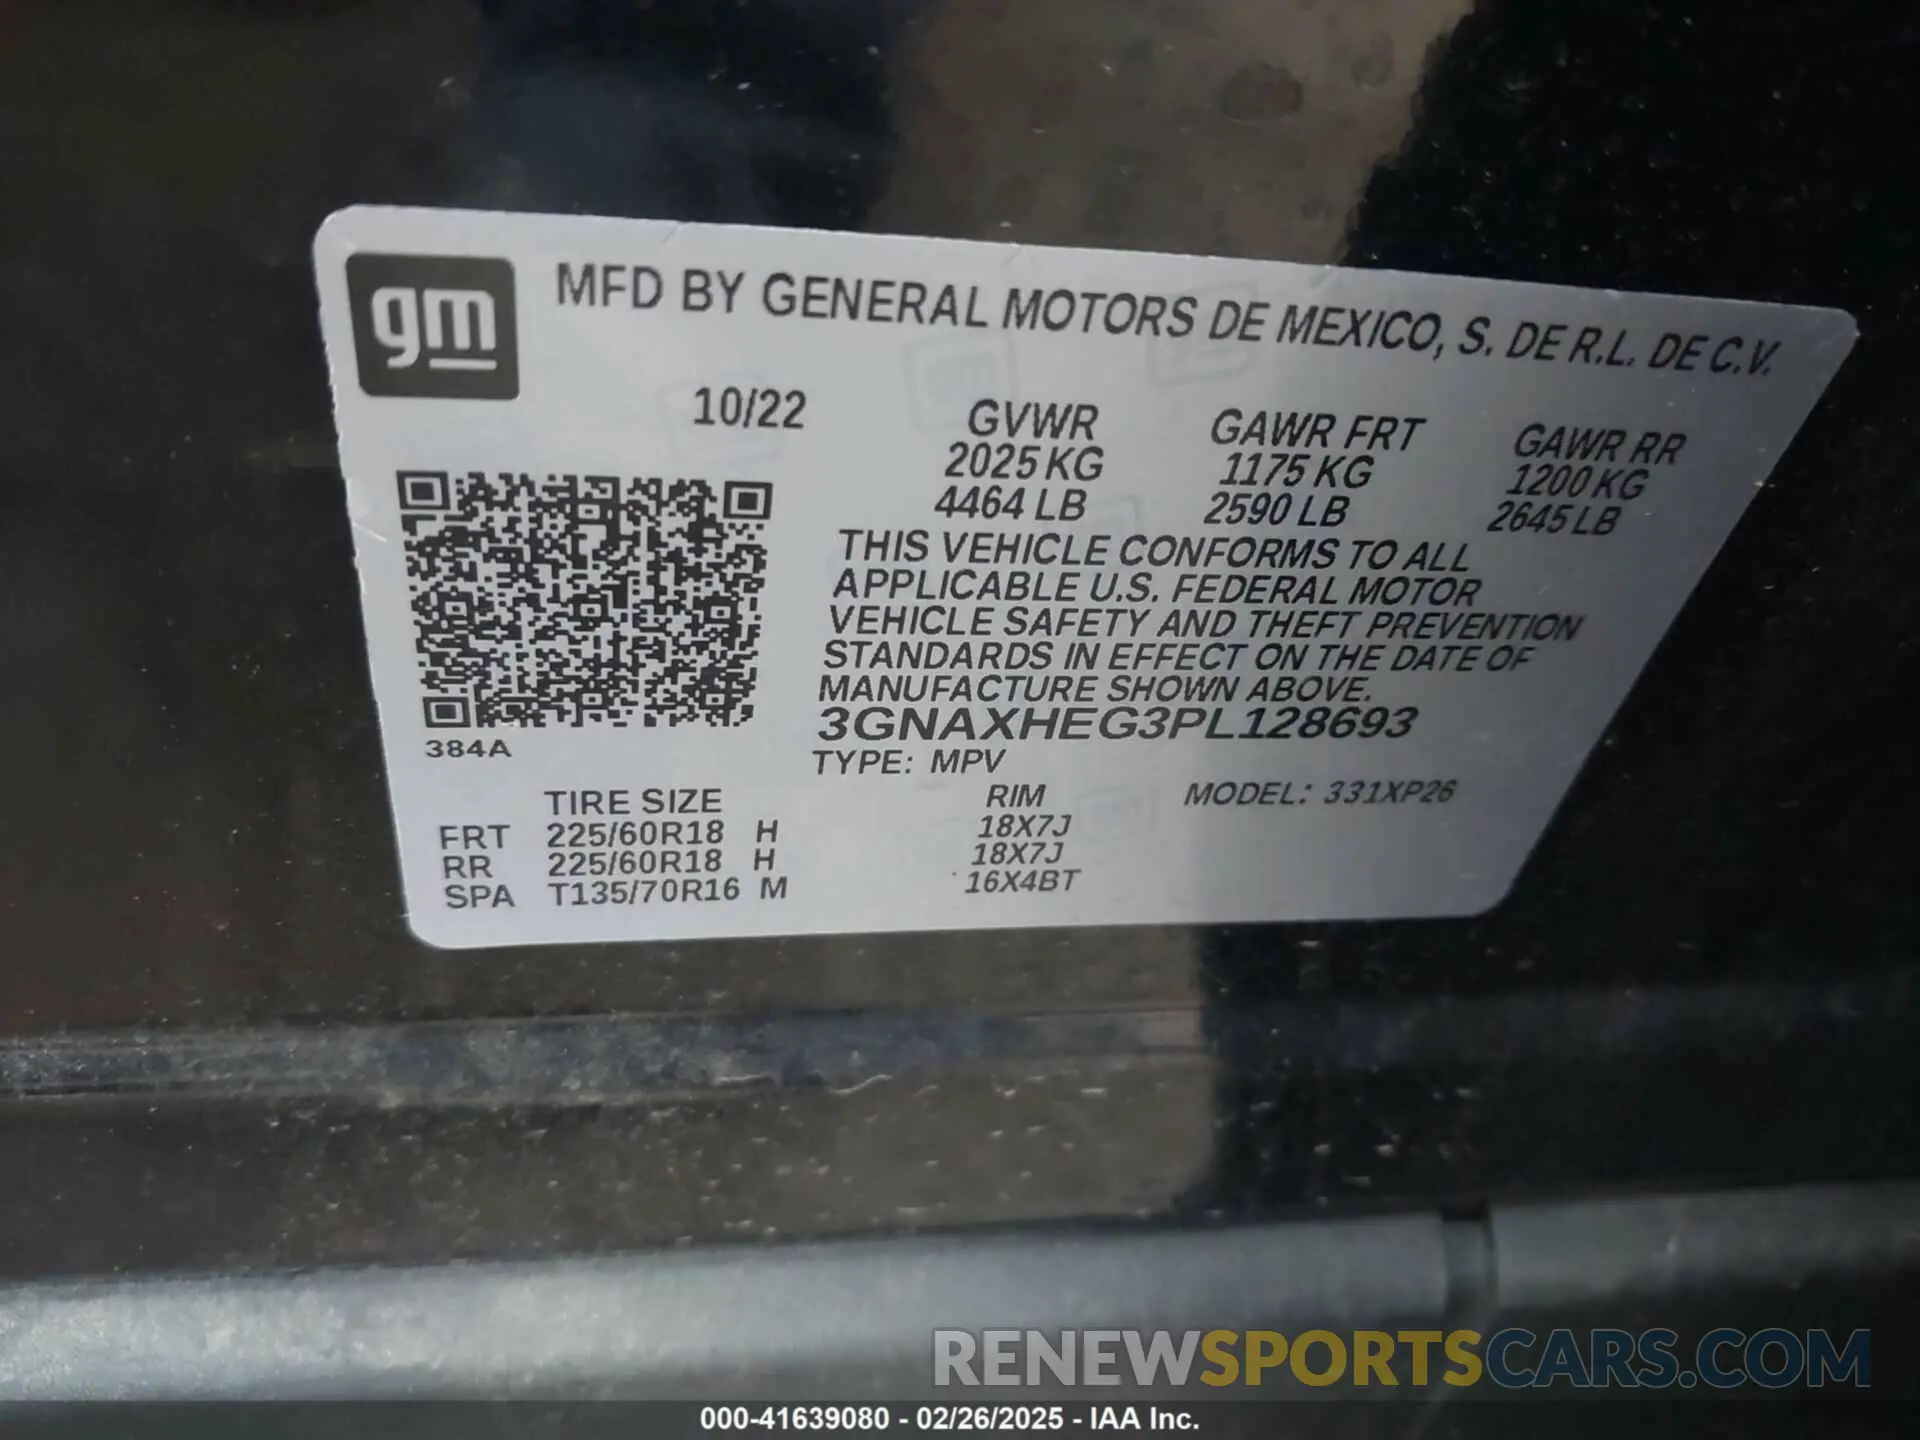 gm
MFD BY GENERAL MOTORS DE MEXICO, S. DE R.L. DE C.V.
10/22
GVWR GAWR FRT GAWR RR
2025 KG 1175 KG 1200 KG
4464 LB 2590 LB 2645 LB
THIS VEHICLE CONFORMS TO ALL
APPLICABLE U.S. FEDERAL MOTOR
VEHICLE SAFETY AND THEFT PREVENTION
STANDARDS IN EFFECT ON THE DATE OF
MANUFACTURE SHOWN ABOVE.
3GNAXHEG3PL128693
384A
TYPE: MPV
TIRE SIZE RIM MODEL: 331XP26
FRT 225/60R18 H 18X7J
RR 225/60R18 H 18X7J
SPA T135/70R16 M 16X4BT
RENEWSPORTSCARS.COM
000-41639080 - 02/26/2025 - IAA Inc.